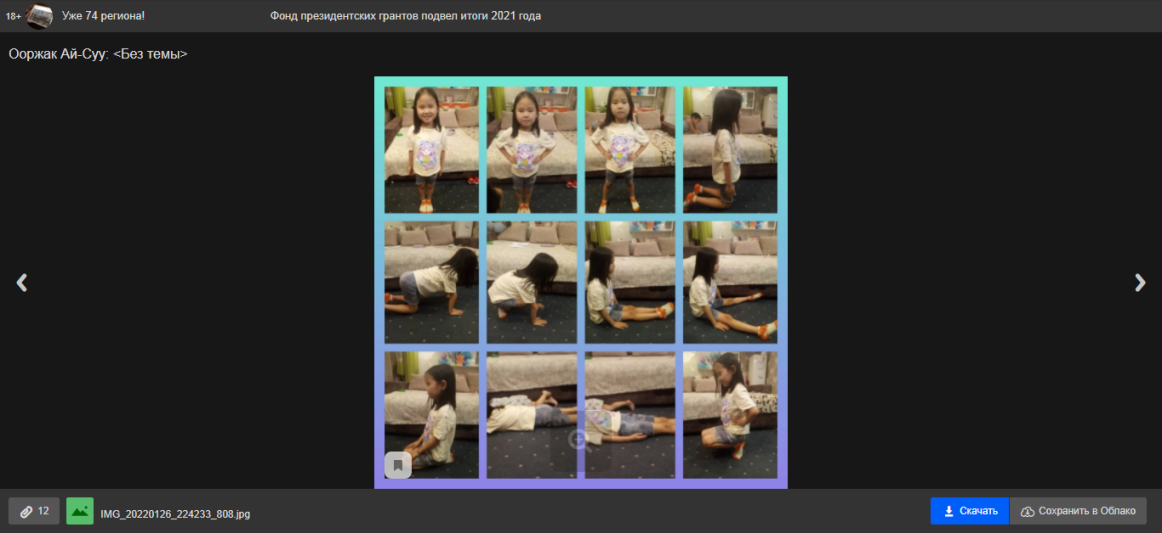 18+ Уже 74 региона! Фонд президентских грантов подвел итоги 2021 года
Ооржак Ай-Суу: <Без темы>
12 IMG_20220126_224233_808.jpg Скачать Сохранить в Облако